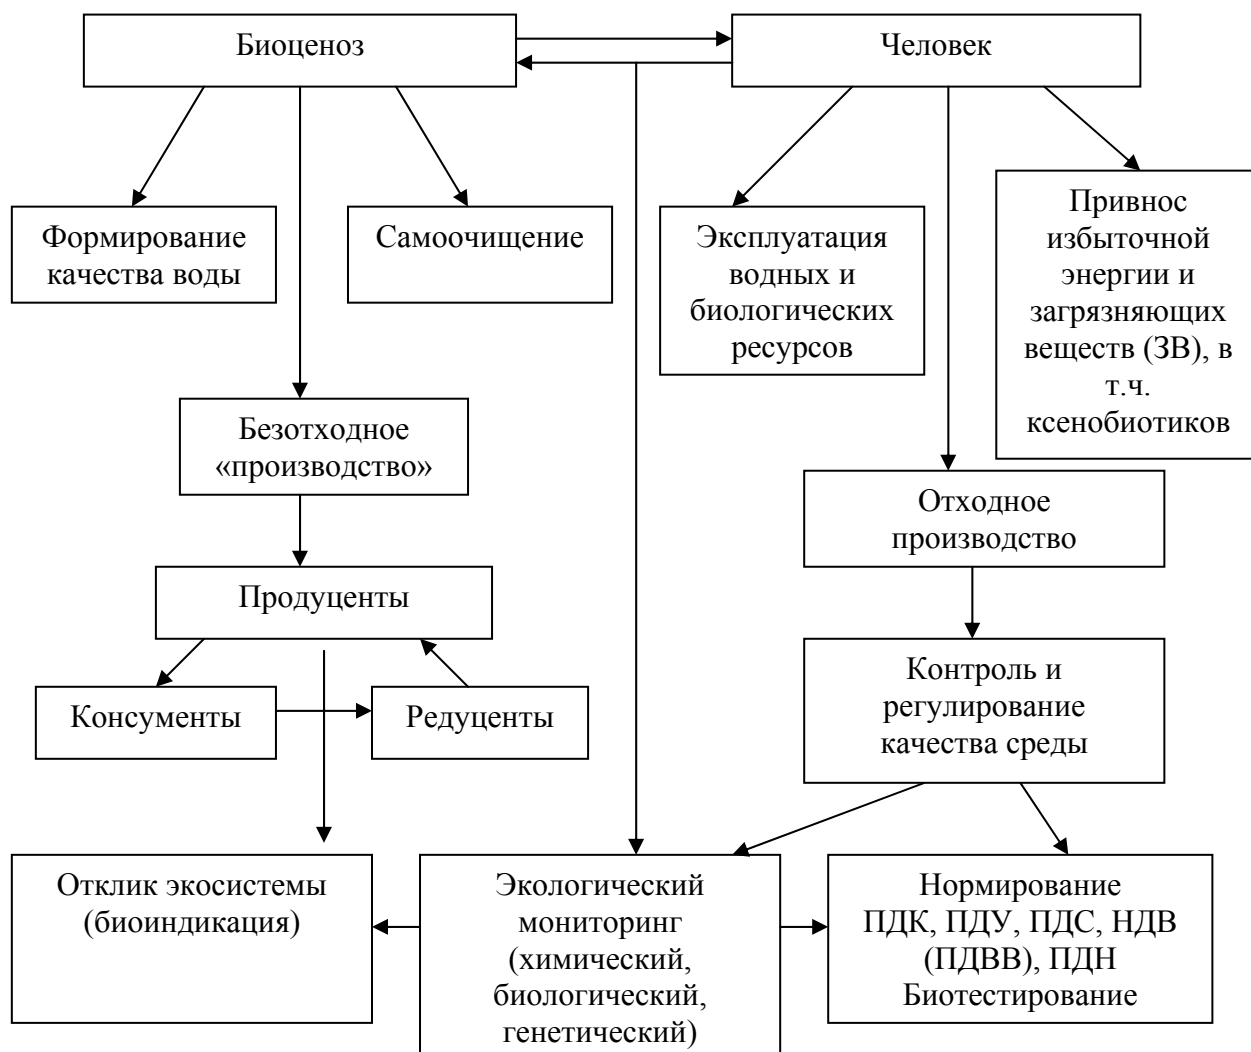 Биоценоз
Человек
Формирование
качества воды
Самоочищение
Эксплуатация
водных и
биологических
ресурсов
Привнос
избыточной
энергии и
загрязняющих
веществ (ЗВ), в
т.ч.
ксенобиотиков
Безотходное
«производство»
Отходное
производство
Продуценты
Консументы
Редуценты
Контроль и
регулирование
качества среды
Отклик экосистемы
(биоиндикация)
Экологический
мониторинг
(химический,
биологический,
генетический)
Нормирование
ПДК, ПДУ, ПДС, НДВ
(ПДВВ), ПДН
Биотестирование